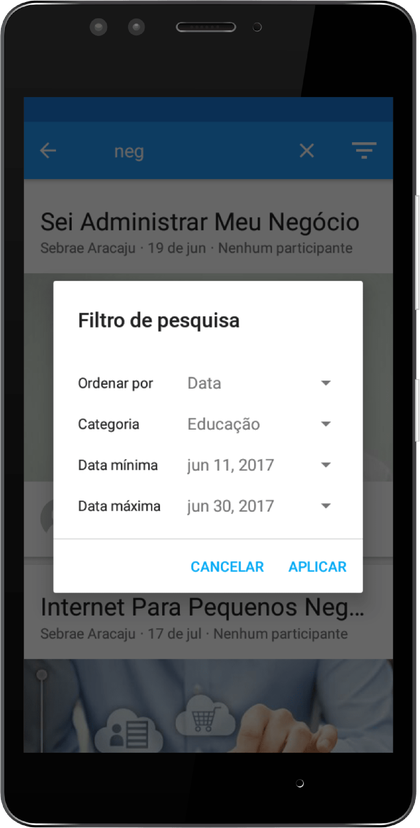 neg
Sei Administrar Meu Negócio
Sebrae Aracaju · 19 de jun · Nenhum participante
Filtro de pesquisa
Ordenar por Data
Categoria Educação
Data mínima jun 11, 2017
Data máxima jun 30, 2017
CANCELAR APLICAR
Internet Para Pequenos Neg...
Sebrae Aracaju · 17 de jul · Nenhum participante